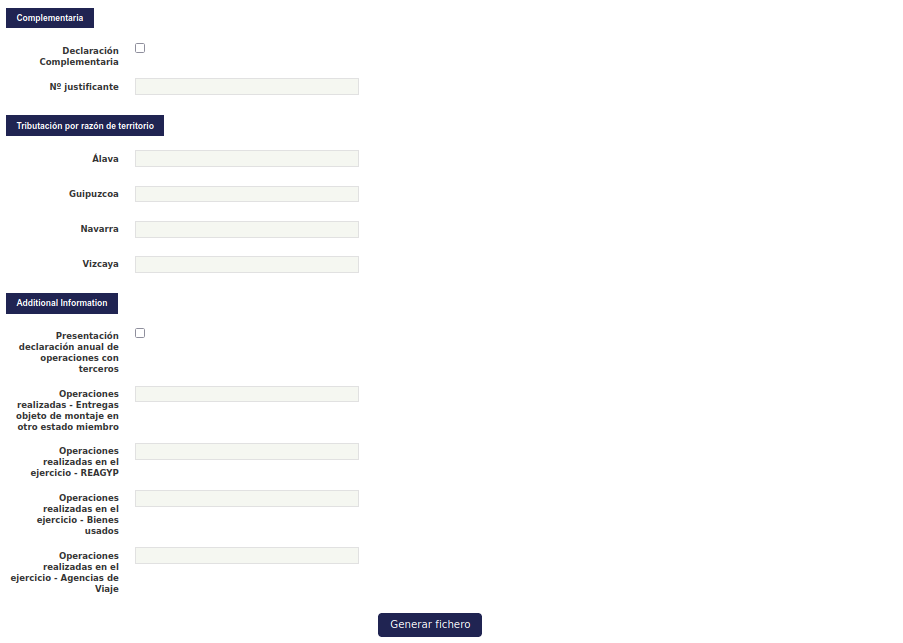 Complementaria
Declaración
Complementaria
Nº justificante
Tributación por razón de territorio
Álava
Guipuzcoa
Navarra
Vizcaya
Additional Information
Presentación
declaración anual de
operaciones con
terceros
Operaciones
realizadas - Entregas
objeto de montaje en
otro estado miembro
Operaciones
realizadas en el
ejercicio - REAGYP
Operaciones
realizadas en el
ejercicio - Bienes
usados
Operaciones
realizadas en el
ejercicio - Agencias de
Viaje
Generar fichero